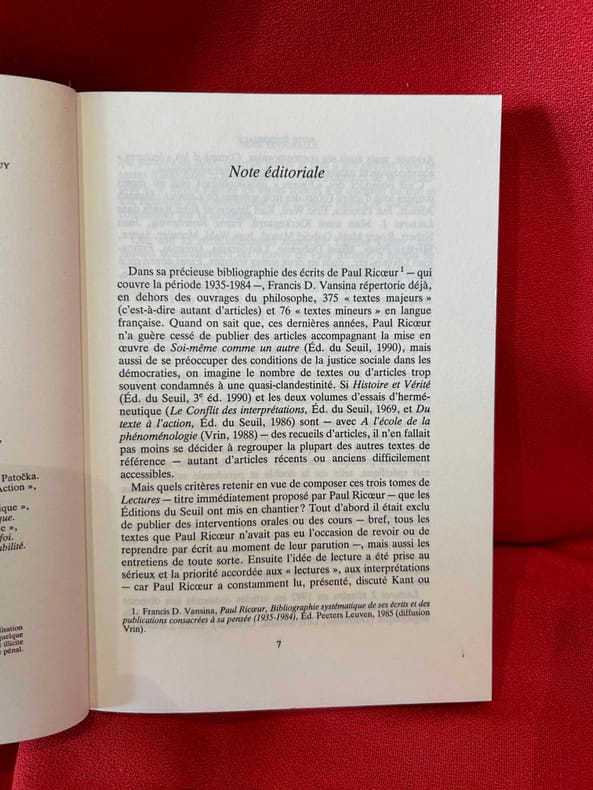 UY
Patočka.
ction »,
ique »,
que.
e »,
foi.
abilité.
lisation
quelque
t illicite
pénal.
Note éditoriale
Dans sa précieuse bibliographie des écrits de Paul Ricœur¹ — qui
couvre la période 1935-1984 —, Francis D. Vansina répertorie déjà,
en dehors des ouvrages du philosophe, 375 « textes majeurs »
(c'est-à-dire autant d'articles) et 76 « textes mineurs » en langue
française. Quand on sait que, ces dernières années, Paul Ricœur
n'a guère cessé de publier des articles accompagnant la mise en
œuvre de Soi-même comme un autre (Éd. du Seuil, 1990), mais
aussi de se préoccuper des conditions de la justice sociale dans les
démocraties, on imagine le nombre de textes ou d'articles trop
souvent condamnés à une quasi-clandestinité. Si Histoire et Vérité
(Éd. du Seuil, 3ᵉ éd. 1990) et les deux volumes d'essais d'hermé-
neutique (Le Conflit des interprétations, Éd. du Seuil, 1969, et Du
texte à l'action, Éd. du Seuil, 1986) sont — avec A l'école de la
phénoménologie (Vrin, 1988) — des recueils d'articles, il n'en fallait
pas moins se décider à regrouper la plupart des autres textes de
référence — autant d'articles récents ou anciens difficilement
accessibles.
Mais quels critères retenir en vue de composer ces trois tomes de
Lectures — titre immédiatement proposé par Paul Ricœur — que les
Éditions du Seuil ont mis en chantier? Tout d'abord il était exclu
de publier des interventions orales ou des cours — bref, tous les
textes que Paul Ricœur n'avait pas eu l'occasion de revoir ou de
reprendre par écrit au moment de leur parution —, mais aussi les
entretiens de toute sorte. Ensuite l'idée de lecture a été prise au
sérieux et la priorité accordée aux « lectures », aux interprétations
— car Paul Ricœur a constamment lu, présenté, discuté Kant ou
1. Francis D. Vansina, Paul Ricœur, Bibliographie systématique de ses écrits et des
publications consacrées à sa pensée (1935-1984), Éd. Peeters Leuven, 1985 (diffusion
Vrin).
7